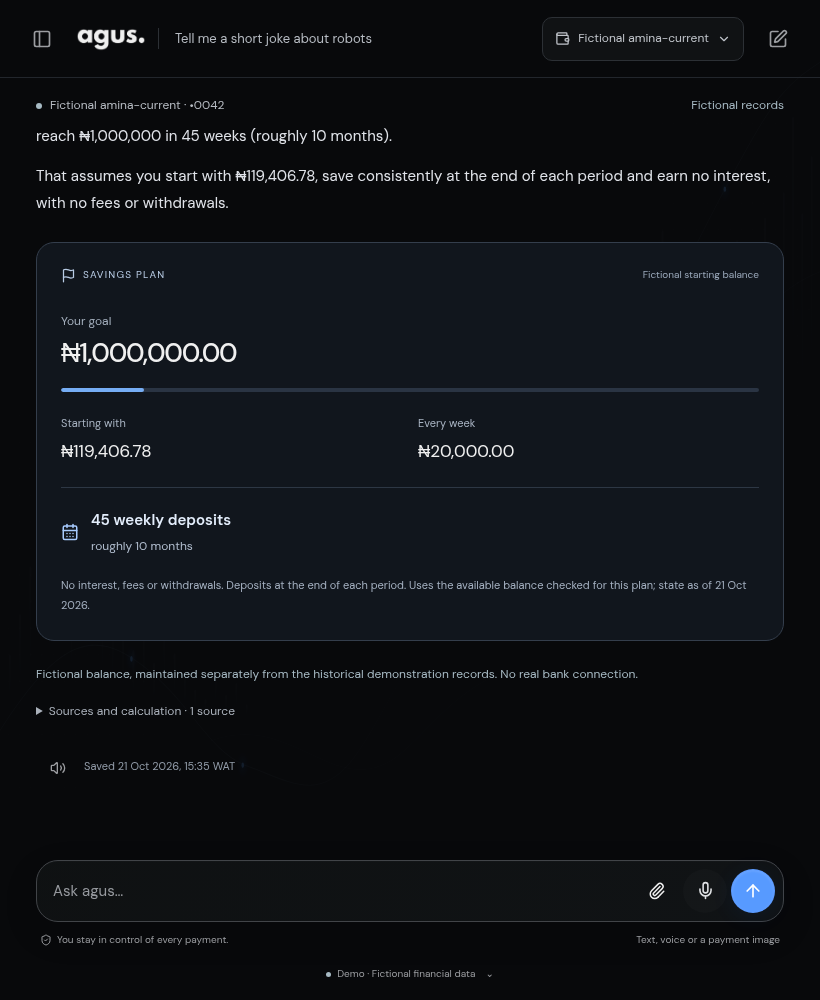 agus.
Tell me a short joke about robots
Fictional amina-current
Fictional amina-current · •0042
Fictional records
reach ₦1,000,000 in 45 weeks (roughly 10 months).
That assumes you start with ₦119,406.78, save consistently at the end of each period and earn no interest,
with no fees or withdrawals.
SAVINGS PLAN
Fictional starting balance
Your goal
₦1,000,000.00
Starting with
Every week
₦119,406.78
₦20,000.00
45 weekly deposits
roughly 10 months
No interest, fees or withdrawals. Deposits at the end of each period. Uses the available balance checked for this plan; state as of 21 Oct
2026.
Fictional balance, maintained separately from the historical demonstration records. No real bank connection.
Sources and calculation · 1 source
Saved 21 Oct 2026, 15:35 WAT
Ask agus...
You stay in control of every payment.
Text, voice or a payment image
Demo · Fictional financial data